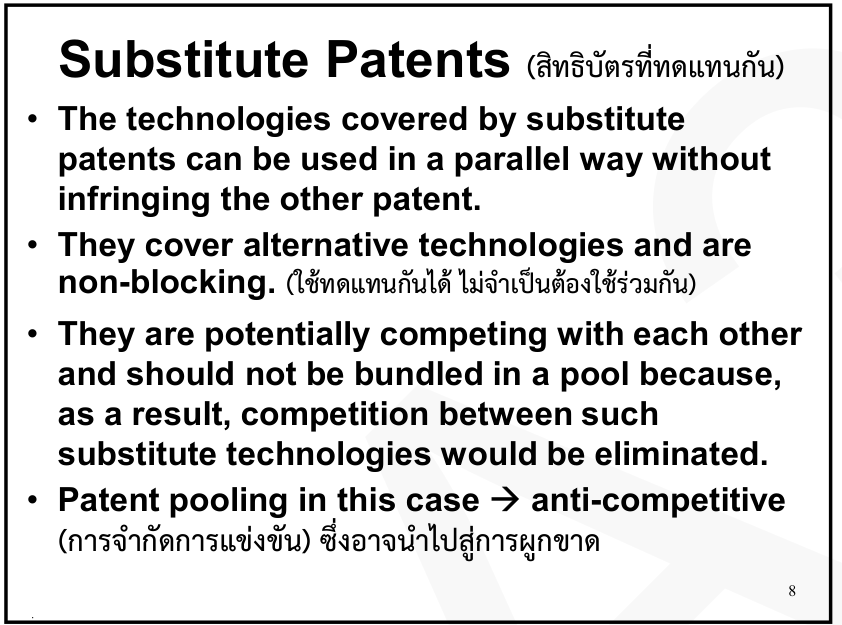 Substitute Patents (สิทธิบัตรที่ทดแทนกัน)
• The technologies covered by substitute
patents can be used in a parallel way without
infringing the other patent.
• They cover alternative technologies and are
non-blocking. (ใช้ทดแทนกันได้ ไม่จำเป็นต้องใช้ร่วมกัน)
• They are potentially competing with each other
and should not be bundled in a pool because,
as a result, competition between such
substitute technologies would be eliminated.
• Patent pooling in this case → anti-competitive
(การจำกัดการแข่งขัน) ซึ่งอาจนำไปสู่การผูกขาด
8